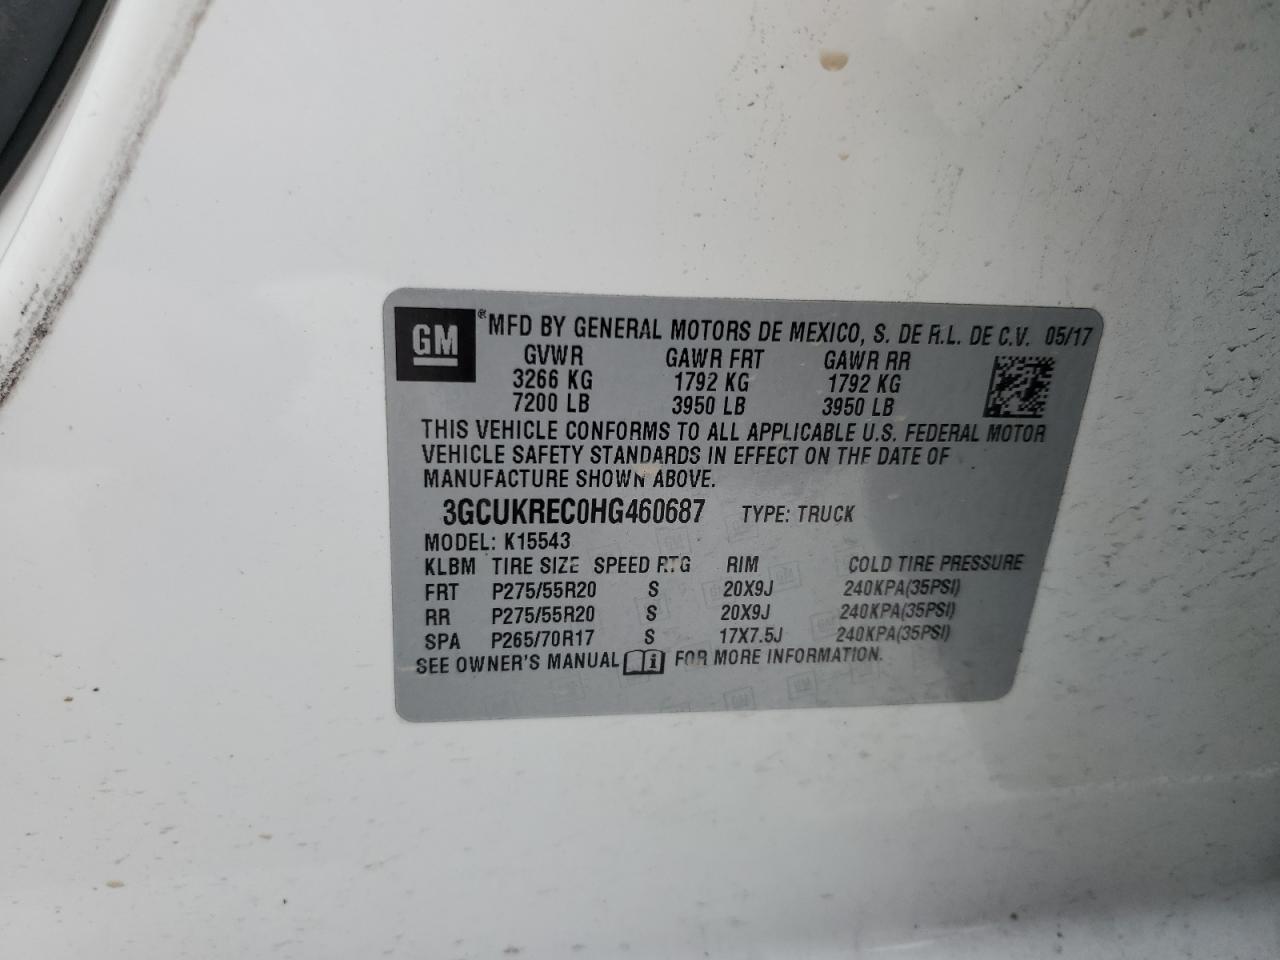 GM ® MFD BY GENERAL MOTORS DE MEXICO, S. DE R.L. DE C.V. 05/17
GVWR GAWR FRT GAWR RR
3266 KG 1792 KG 1792 KG
7200 LB 3950 LB 3950 LB
THIS VEHICLE CONFORMS TO ALL APPLICABLE U.S. FEDERAL MOTOR
VEHICLE SAFETY STANDARDS IN EFFECT ON THE DATE OF
MANUFACTURE SHOWN ABOVE.
3GCUKREC0HG460687 TYPE: TRUCK
MODEL: K15543
KLBM TIRE SIZE SPEED RTG RIM COLD TIRE PRESSURE
FRT P275/55R20 S 20X9J 240KPA(35PSI)
RR P275/55R20 S 20X9J 240KPA(35PSI)
SPA P265/70R17 S 17X7.5J 240KPA(35PSI)
SEE OWNER'S MANUAL FOR MORE INFORMATION.